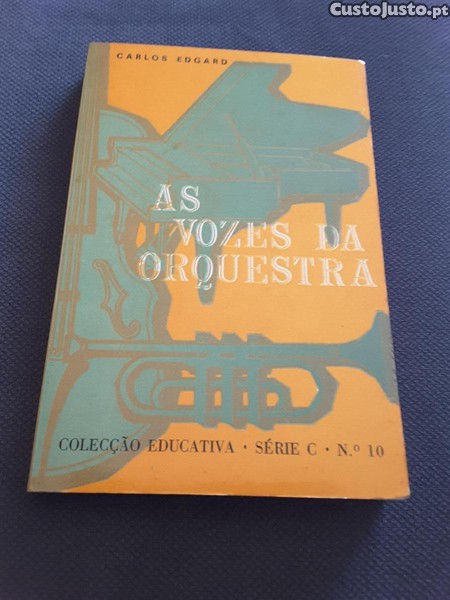 CustoJusto.pt
CARLOS EDGARD
AS
VOZES DA
ORQUESTRA
COLECÇÃO EDUCATIVA · SÉRIE C · N.º 10